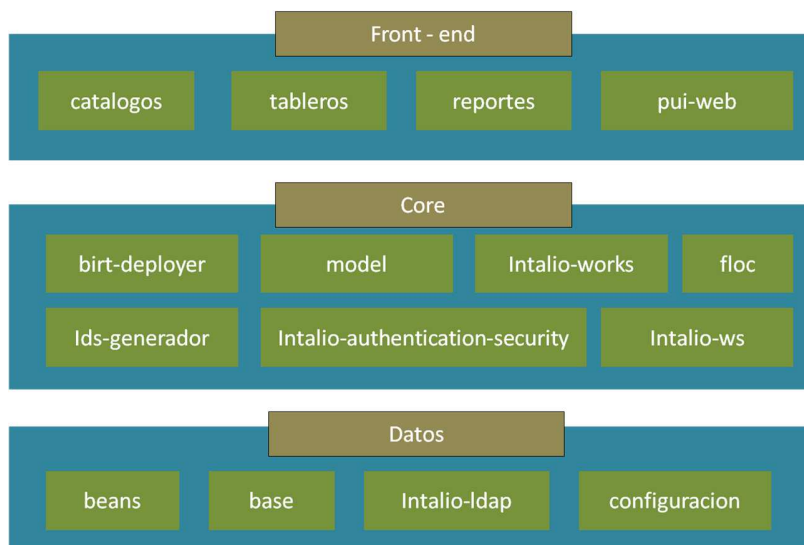 Front - end
catalogos
tableros
reportes
pui-web
Core
birt-deployer
model
Intalio-works
floc
Ids-generador
Intalio-authentication-security
Intalio-ws
Datos
beans
base
Intalio-ldap
configuracion